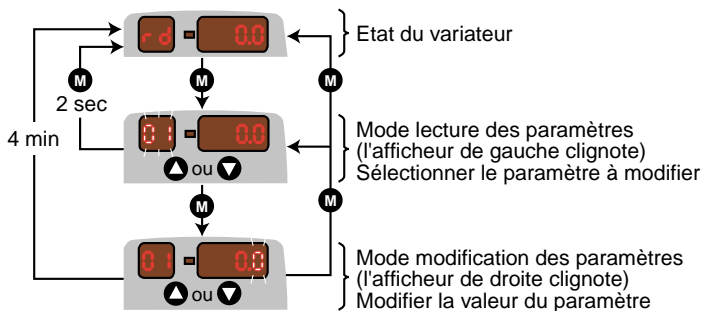 rd - 0.0
Etat du variateur
M
M
M
2 sec
4 min
01 - 0.0
Mode lecture des paramètres
(l'afficheur de gauche clignote)
Sélectionner le paramètre à modifier
ou
M
M
01 - 0.0
Mode modification des paramètres
(l'afficheur de droite clignote)
Modifier la valeur du paramètre
ou